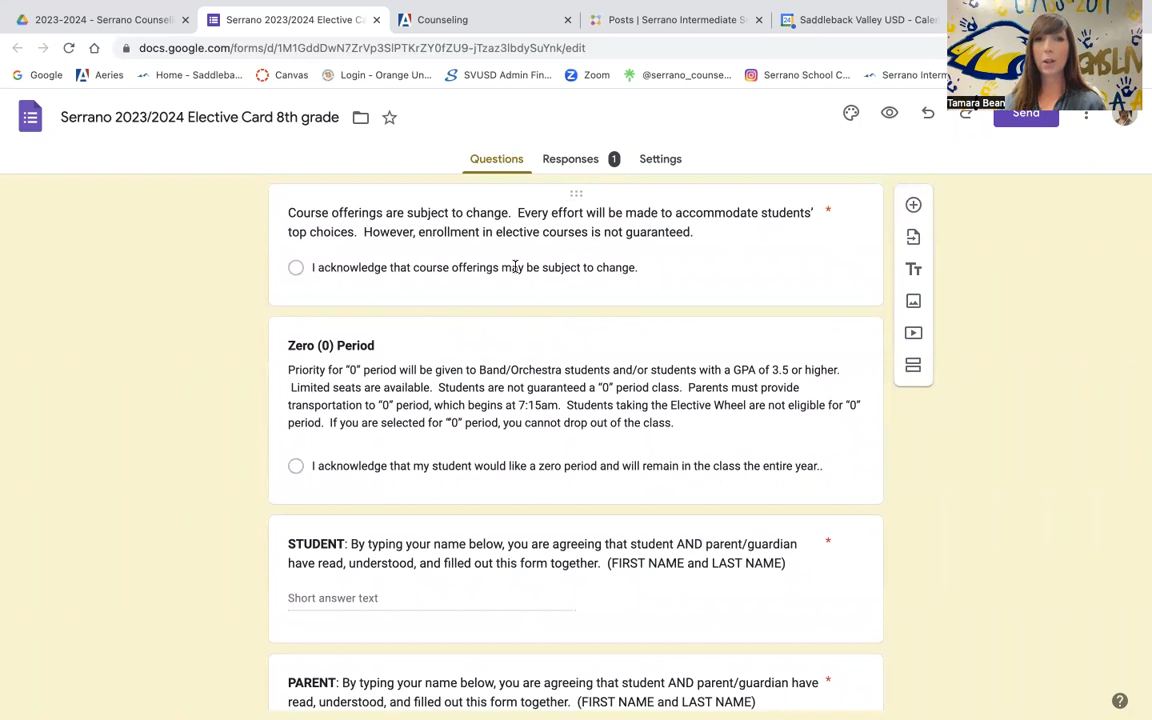 2023-2024 - Serrano Counseli
Serrano 2023/2024 Elective Ca
Counseling
Posts | Serrano Intermediate S
Saddleback Valley USD - Calen
docs.google.com/forms/d/1M1GddDwN7ZrVp3SlPTKrZY0fZU9-jTzaz3lbdySuYnk/edit
Google
Aeries
Home - Saddleba...
Canvas
Login - Orange Un...
SVUSD Admin Fin...
Zoom
@serrano_counse...
Serrano School C...
Serrano Interm
Tamara Bean
Serrano 2023/2024 Elective Card 8th grade
Send
Questions
Responses 1
Settings
Course offerings are subject to change. Every effort will be made to accommodate students' *
top choices. However, enrollment in elective courses is not guaranteed.
I acknowledge that course offerings may be subject to change.
Zero (0) Period
Priority for "0" period will be given to Band/Orchestra students and/or students with a GPA of 3.5 or higher.
Limited seats are available. Students are not guaranteed a "0" period class. Parents must provide
transportation to "0" period, which begins at 7:15am. Students taking the Elective Wheel are not eligible for "0"
period. If you are selected for "0" period, you cannot drop out of the class.
I acknowledge that my student would like a zero period and will remain in the class the entire year..
STUDENT: By typing your name below, you are agreeing that student AND parent/guardian *
have read, understood, and filled out this form together. (FIRST NAME and LAST NAME)
Short answer text
PARENT: By typing your name below, you are agreeing that student AND parent/guardian have *
read, understood, and filled out this form together. (FIRST NAME and LAST NAME)